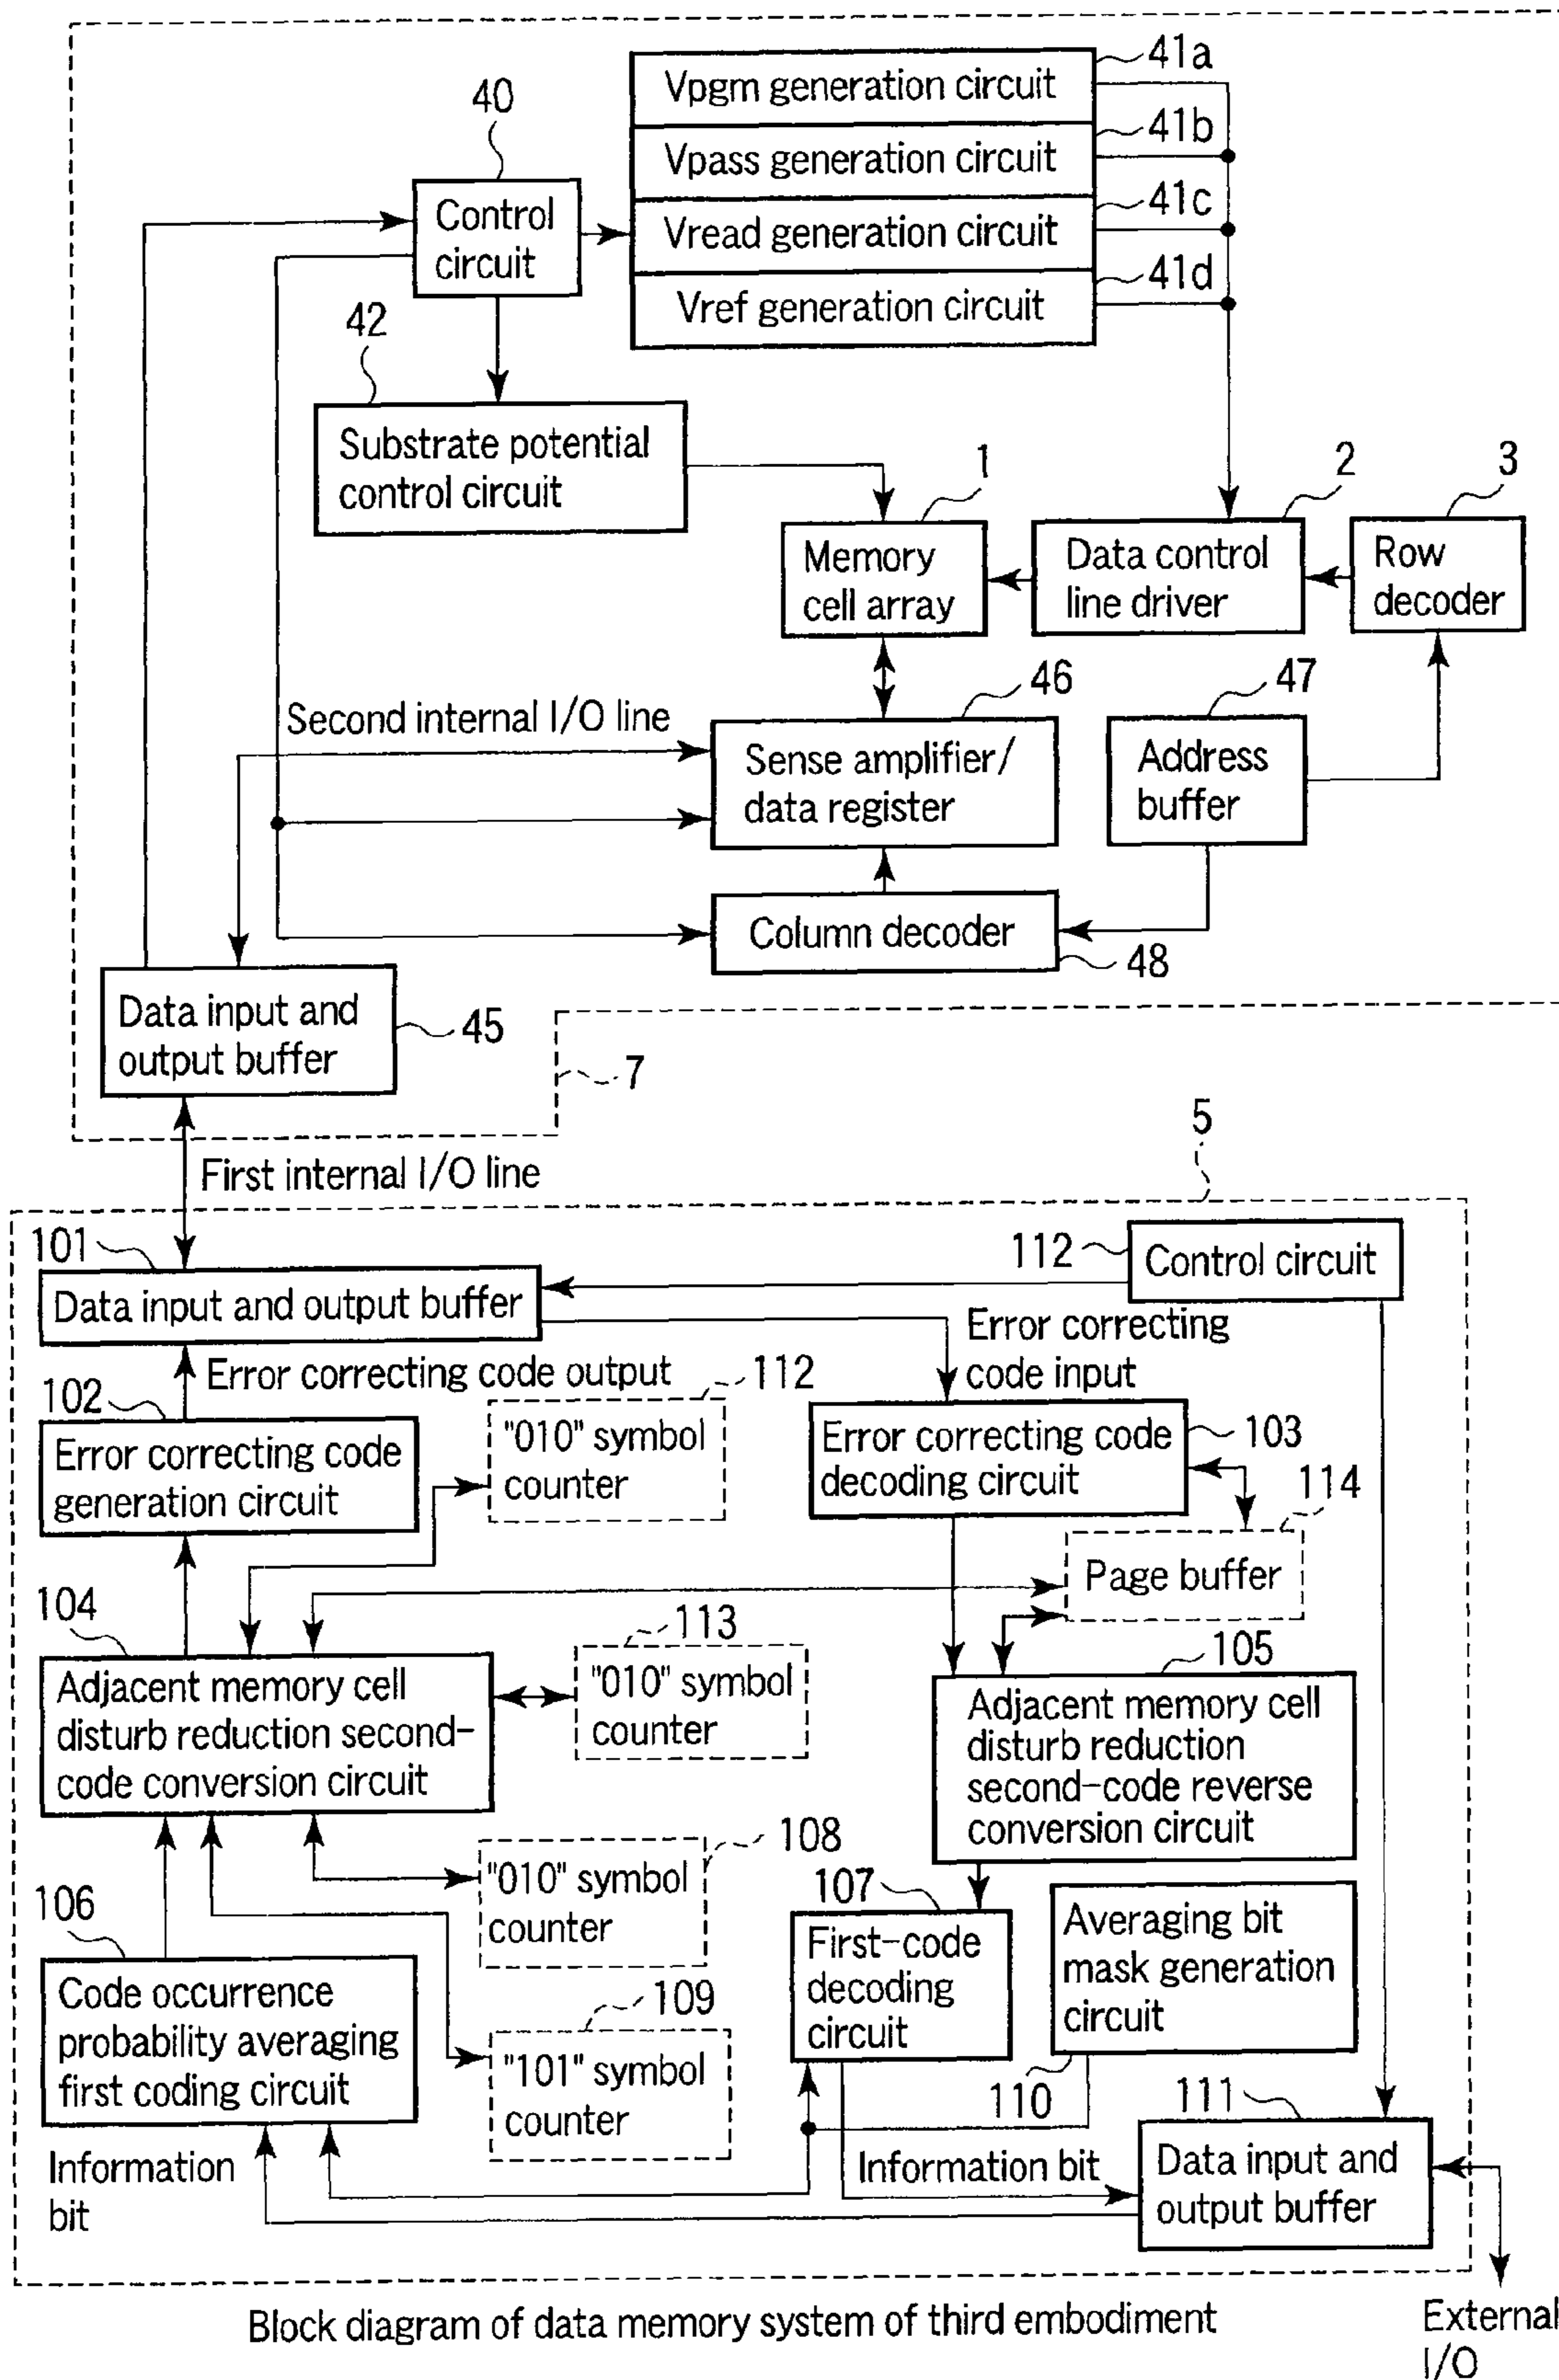 41a
Vpgm generation circuit
40
41b
Vpass generation circuit
41c
Control
circuit
Vread generation circuit
41d
Vref generation circuit
42
Substrate potential
control circuit
1
2
3
Memory
cell array
Data control
line driver
Row
decoder
46
47
Second internal I/O line
Sense amplifier/
data register
Address
buffer
Column decoder
48
Data input and
output buffer
45
7
5
First internal I/O line
101
112
Control circuit
Data input and output buffer
Error correcting
code input
Error correcting code output
112
102
"010" symbol
counter
Error correcting code
generation circuit
Error correcting code
decoding circuit
103
114
Page buffer
104
113
105
"010" symbol
counter
Adjacent memory cell
disturb reduction second-
code conversion circuit
Adjacent memory cell
disturb reduction
second-code reverse
conversion circuit
108
"010" symbol
counter
107
106
First-code
decoding
circuit
Averaging bit
mask generation
circuit
Code occurrence
probability averaging
first coding circuit
109
"101" symbol
counter
110
111
Information
bit
Information bit
Data input and
output buffer
Block diagram of data memory system of third embodiment
External
I/O